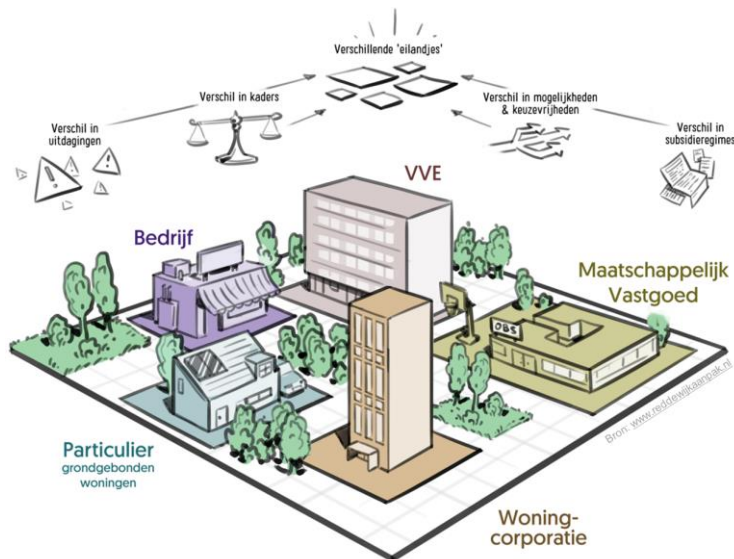 Verschillende 'eilandjes'
Verschil in kaders
Verschil in mogelijkheden
& keuzevrijheden
Verschil in
uitdagingen
Verschil in
subsidieregimes
VVE
Bedrijf
Maatschappelijk
Vastgoed
OBS
Particulier
grondgebonden
woningen
Bron: www.reddewijkaanpak.nl
Woning-
corporatie